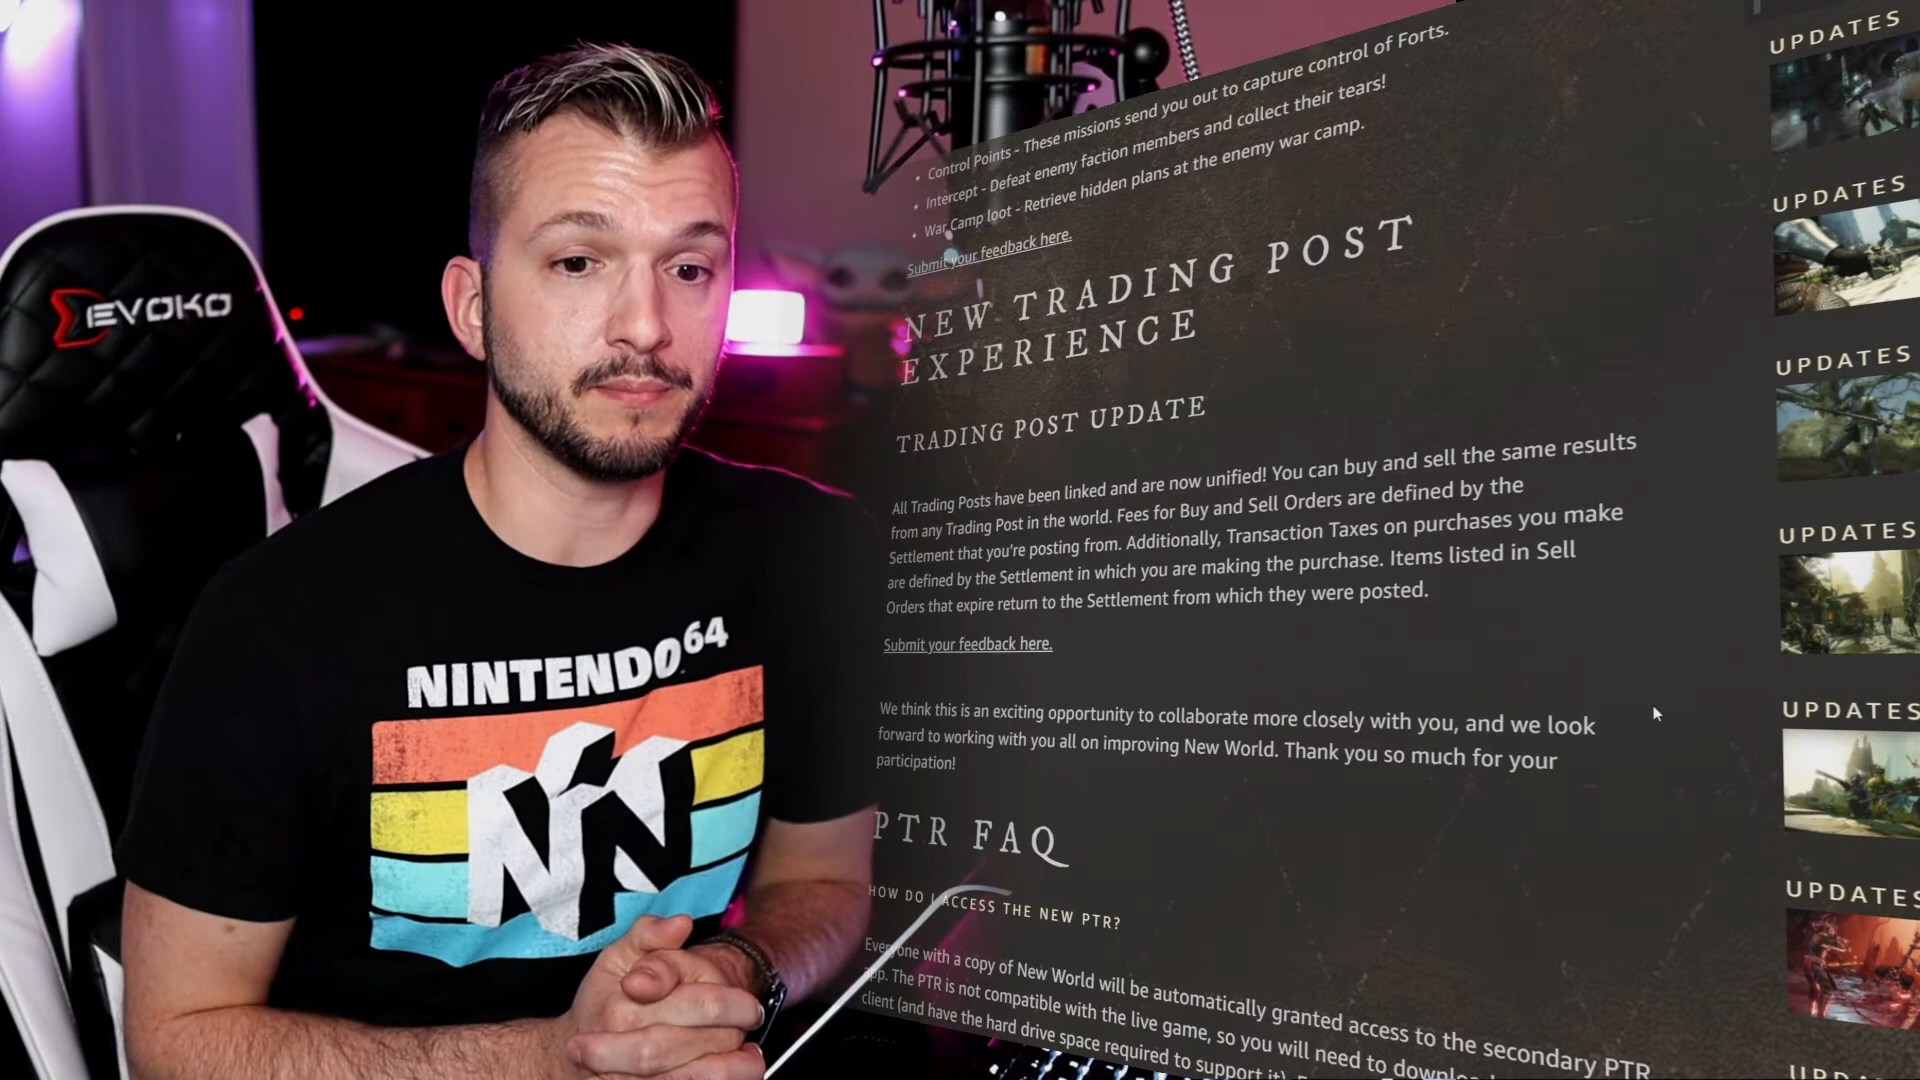 EVOKO
NINTENDO 64
Control Points - These missions send you out to capture control of Forts.
Intercept - Defeat enemy faction members and collect their tears!
War Camp loot - Retrieve hidden plans at the enemy war camp.
Submit your feedback here.
NEW TRADING POST
EXPERIENCE
TRADING POST UPDATE
All Trading Posts have been linked and are now unified! You can buy and sell the same results
from any Trading Post in the world. Fees for Buy and Sell Orders are defined by the
Settlement that you're posting from. Additionally, Transaction Taxes on purchases you make
are defined by the Settlement in which you are making the purchase. Items listed in Sell
Orders that expire return to the Settlement from which they were posted.
Submit your feedback here.
We think this is an exciting opportunity to collaborate more closely with you, and we look
forward to working with you all on improving New World. Thank you so much for your
participation!
PTR FAQ
HOW DO I ACCESS THE NEW PTR?
Everyone with a copy of New World will be automatically granted access to the secondary PTR
app. The PTR is not compatible with the live game, so you will need to
client (and have the hard drive space required to support it).
UPDATES
UPDATES
UPDATES
UPDATES
UPDATES
UPDATES